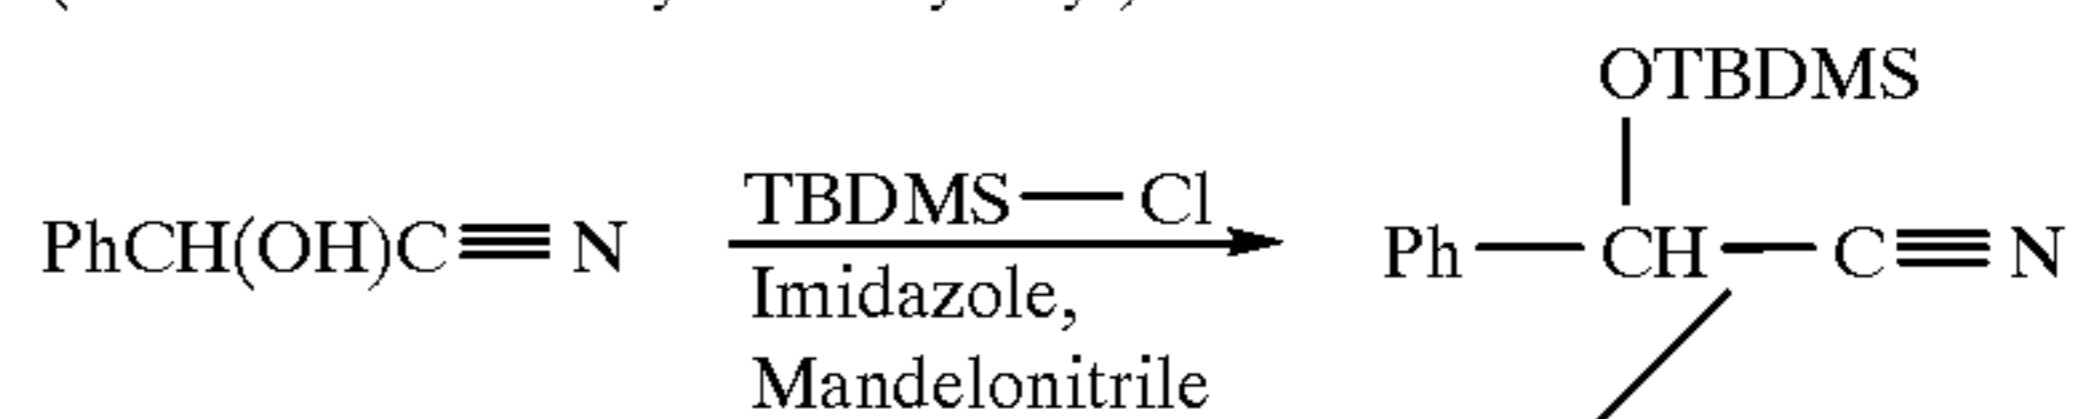 PhCH(OH)C≡N
TBDMS—Cl
Imidazole,
Mandelonitrile
OTBDMS
Ph—CH—C≡N